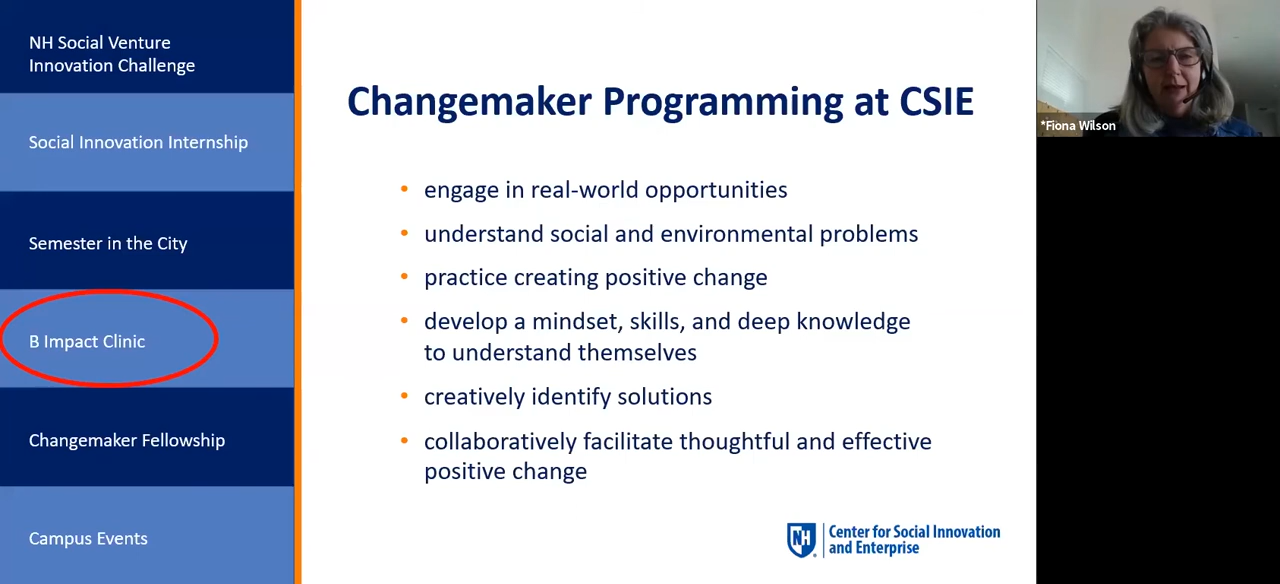 NH Social Venture
Innovation Challenge
Social Innovation Internship
Semester in the City
B Impact Clinic
Changemaker Fellowship
Campus Events
Changemaker Programming at CSIE
• engage in real-world opportunities
• understand social and environmental problems
• practice creating positive change
• develop a mindset, skills, and deep knowledge
to understand themselves
• creatively identify solutions
• collaboratively facilitate thoughtful and effective
positive change
NH
Center for Social Innovation
and Enterprise
*Fiona Wilson